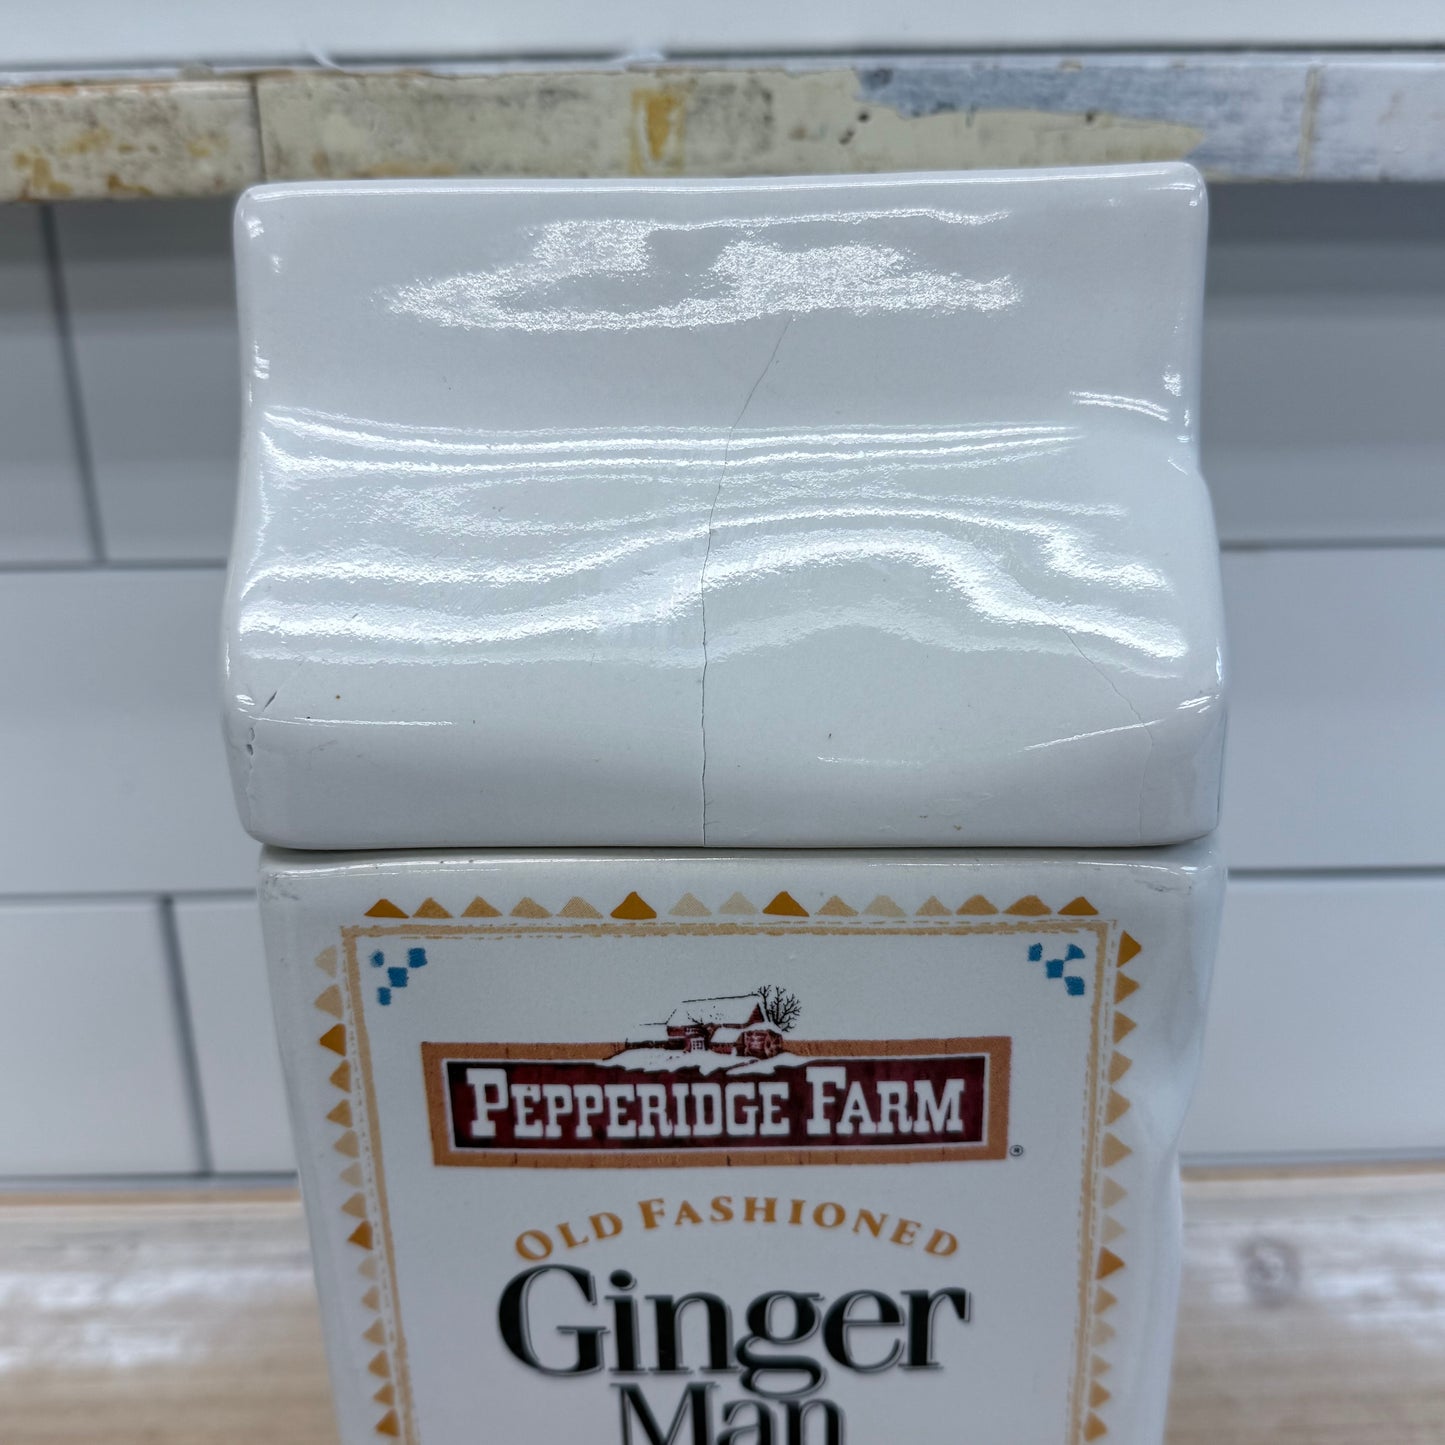 PEPPERIDGE FARM
®
OLD FASHIONED
Ginger
Man